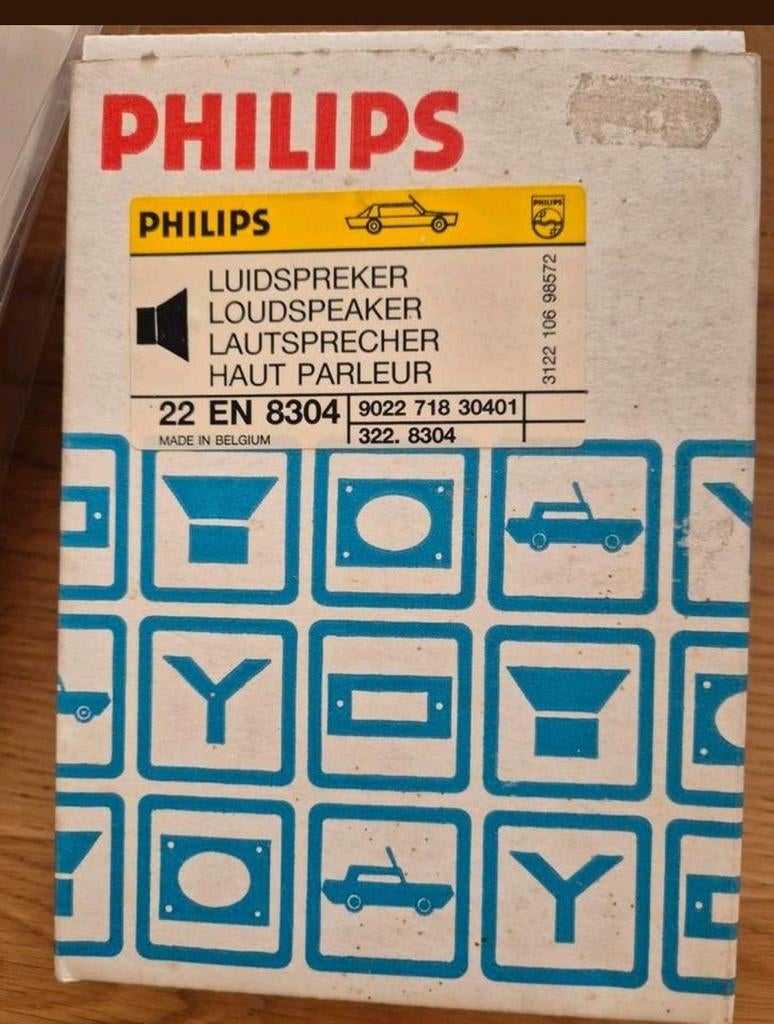 PHILIPS
PHILIPS
PHILIPS
LUIDSPREKER
LOUDSPEAKER
LAUTSPRECHER
HAUT PARLEUR
3122 106 98572
22 EN 8304
9022 718 30401
MADE IN BELGIUM
322. 8304